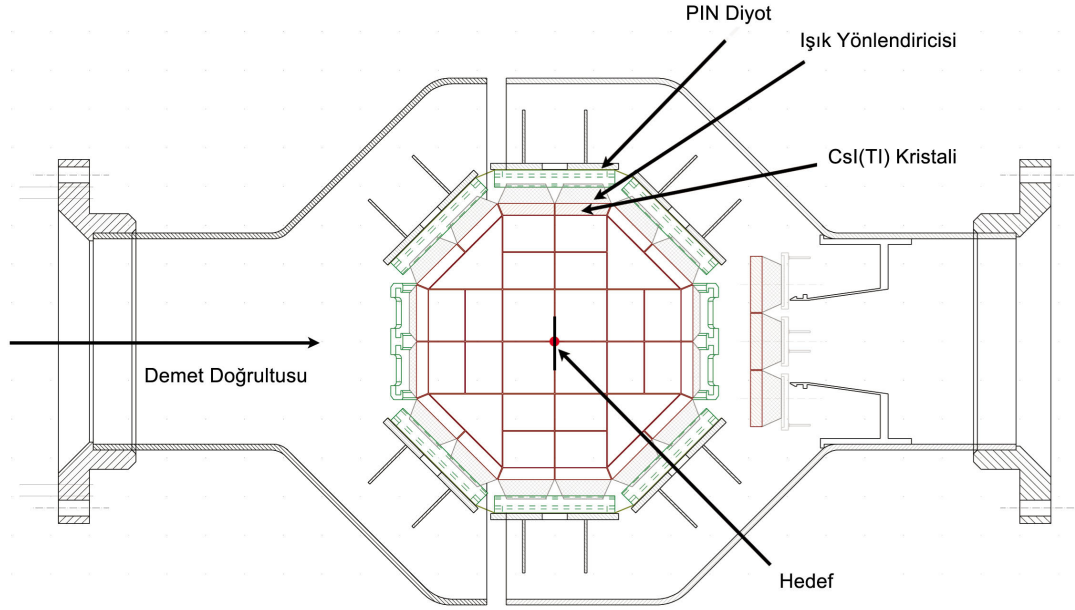 PIN Diyot
Işık Yönlendiricisi
CsI(Tl) Kristali
Demet Doğrultusu
Hedef